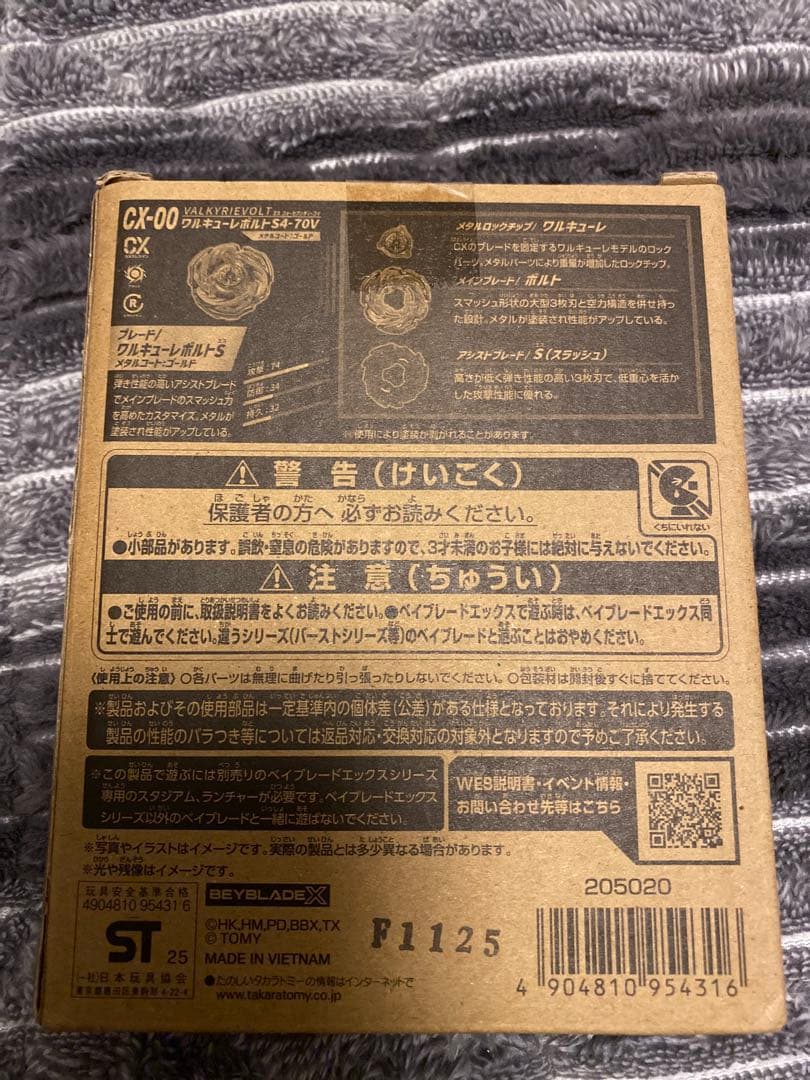 CX-00 VALKYRIEVOLT
ワルキューレボルトS4-70V
メタルコート:ゴールド
CX
R
ブレード/
ワルキューレボルトS
メタルコート:ゴールド
攻撃:74
防御:34
持久:32
弾き性能の高いアシストブレード
でメインブレードのスマッシュ力
を高めたカスタマイズ。メタルが
塗装され性能がアップしている。
メタルロックチップ/ ワルキューレ
CXのブレードを固定するワルキューレモデルのロック
パーツ。メタルパーツにより重量が増加したロックチップ。
メインブレード/ ボルト
スマッシュ形状の大型3枚刃と空力構造を併せ持っ
た設計。メタルが塗装され性能がアップしている。
アシストブレード/ S(スラッシュ)
高さが低く弾き性能の高い3枚刃で、低重心を活か
した攻撃性能に優れる。
※使用により塗装が剥がれることがあります。
警告(けいこく)
保護者の方へ 必ずお読みください。
くちにいれない
●小部品があります。誤飲・窒息の危険がありますので、3才未満のお子様には絶対に与えないでください。
注意(ちゅうい)
●ご使用の前に、取扱説明書をよくお読みください。●ベイブレードエックスで遊ぶ時は、ベイブレードエックス同
士で遊んでください。違うシリーズ(バーストシリーズ等)のベイブレードと遊ぶことはおやめください。
〈使用上の注意〉○各パーツは無理に曲げたり引っ張ったりしないでください。○包装材は開封後すぐに捨ててください。
※製品およびその使用部品は一定基準内の個体差(公差)がある仕様となっております。それにより発生する
製品の性能のバラつき等については返品対応・交換対応の対象外となりますので予めご了承ください。
※この製品で遊ぶには別売りのベイブレードエックスシリーズ
専用のスタジアム、ランチャーが必要です。ベイブレードエックス
シリーズ以外のベイブレードと一緒に遊ばないでください。
WEB説明書・イベント情報・
お問い合わせ先等はこちら
※写真やイラストはイメージです。実際の製品とは多少異なる場合があります。
※光や残像はイメージです。
玩具安全基準合格
4904810 95431 6
ST 25
(一社)日本玩具協会
東京都墨田区東駒形 4-22-4
BEYBLADE X
©HK,HM,PD,BBX,TX
© TOMY
MADE IN VIETNAM
●たのしいタカラトミーの情報はインターネットで
www.takaratomy.co.jp
F1125
205020
4 904810 954316